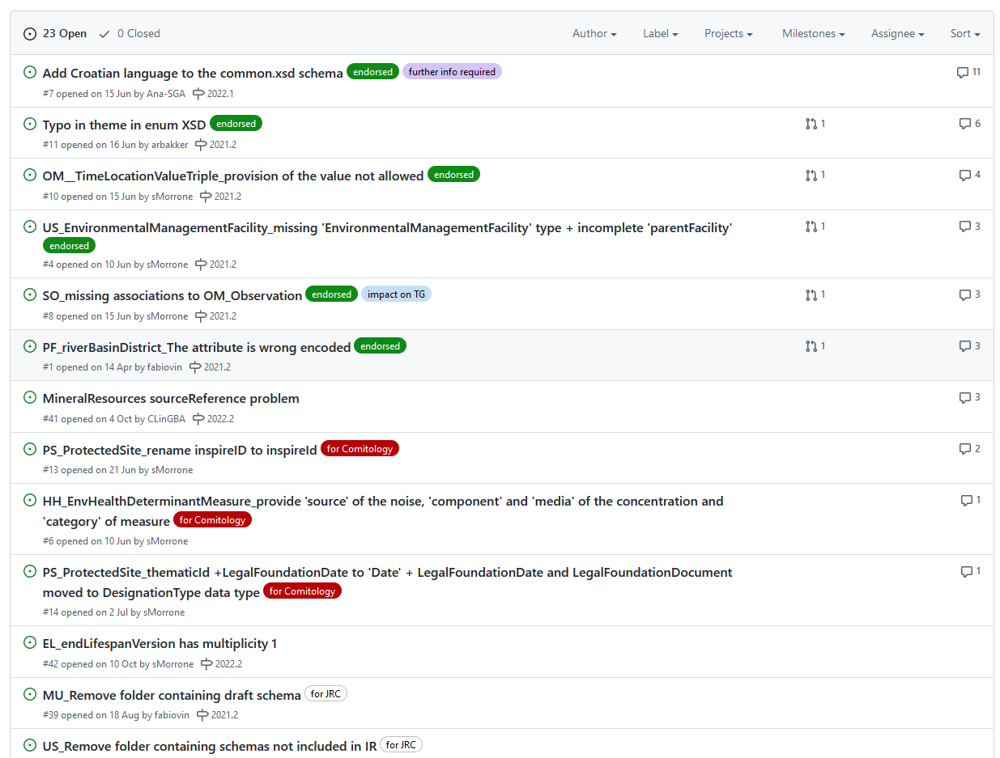 23 Open 0 Closed Author Label Projects Milestones Assignee Sort
Add Croatian language to the common.xsd schema endorsed further info required 11
#7 opened on 15 Jun by Ana-SGA 2022.1
Typo in theme in enum XSD endorsed 1 6
#11 opened on 16 Jun by arbakker 2021.2
OM__TimeLocationValueTriple_provision of the value not allowed endorsed 1 4
#10 opened on 15 Jun by sMorrone 2021.2
US_EnvironmentalManagementFacility_missing 'EnvironmentalManagementFacility' type + incomplete 'parentFacility' 1 3
endorsed
#4 opened on 10 Jun by sMorrone 2021.2
SO_missing associations to OM_Observation endorsed impact on TG 1 3
#8 opened on 15 Jun by sMorrone 2021.2
PF_riverBasinDistrict_The attribute is wrong encoded endorsed 1 3
#1 opened on 14 Apr by fabiovin 2021.2
MineralResources sourceReference problem 3
#41 opened on 4 Oct by CLinGBA 2022.2
PS_ProtectedSite_rename inspireID to inspireId for Comitology 2
#13 opened on 21 Jun by sMorrone
HH_EnvHealthDeterminantMeasure_provide 'source' of the noise, 'component' and 'media' of the concentration and 1
'category' of measure for Comitology
#6 opened on 10 Jun by sMorrone
PS_ProtectedSite_thematicId +LegalFoundationDate to 'Date' + LegalFoundationDate and LegalFoundationDocument 1
moved to DesignationType data type for Comitology
#14 opened on 2 Jul by sMorrone
EL_endLifespanVersion has multiplicity 1
#42 opened on 10 Oct by sMorrone 2022.2
MU_Remove folder containing draft schema for JRC
#39 opened on 18 Aug by fabiovin 2021.2
US_Remove folder containing schemas not included in IR for JRC